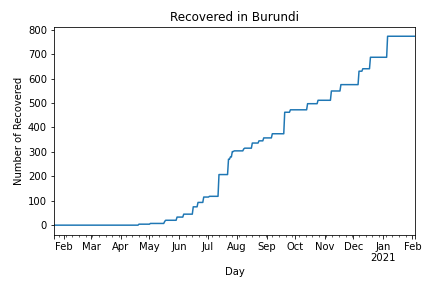 Recovered in Burundi
Number of Recovered
800
700
600
500
400
300
200
100
0
Feb Mar Apr May Jun Jul Aug Sep Oct Nov Dec Jan Feb
2021
Day